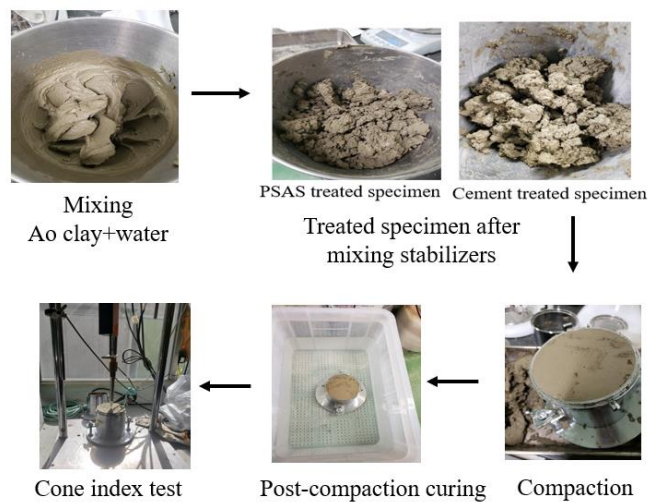 Mixing
Ao clay+water
PSAS treated specimen
Cement treated specimen
Treated specimen after
mixing stabilizers
Cone index test
Post-compaction curing
Compaction